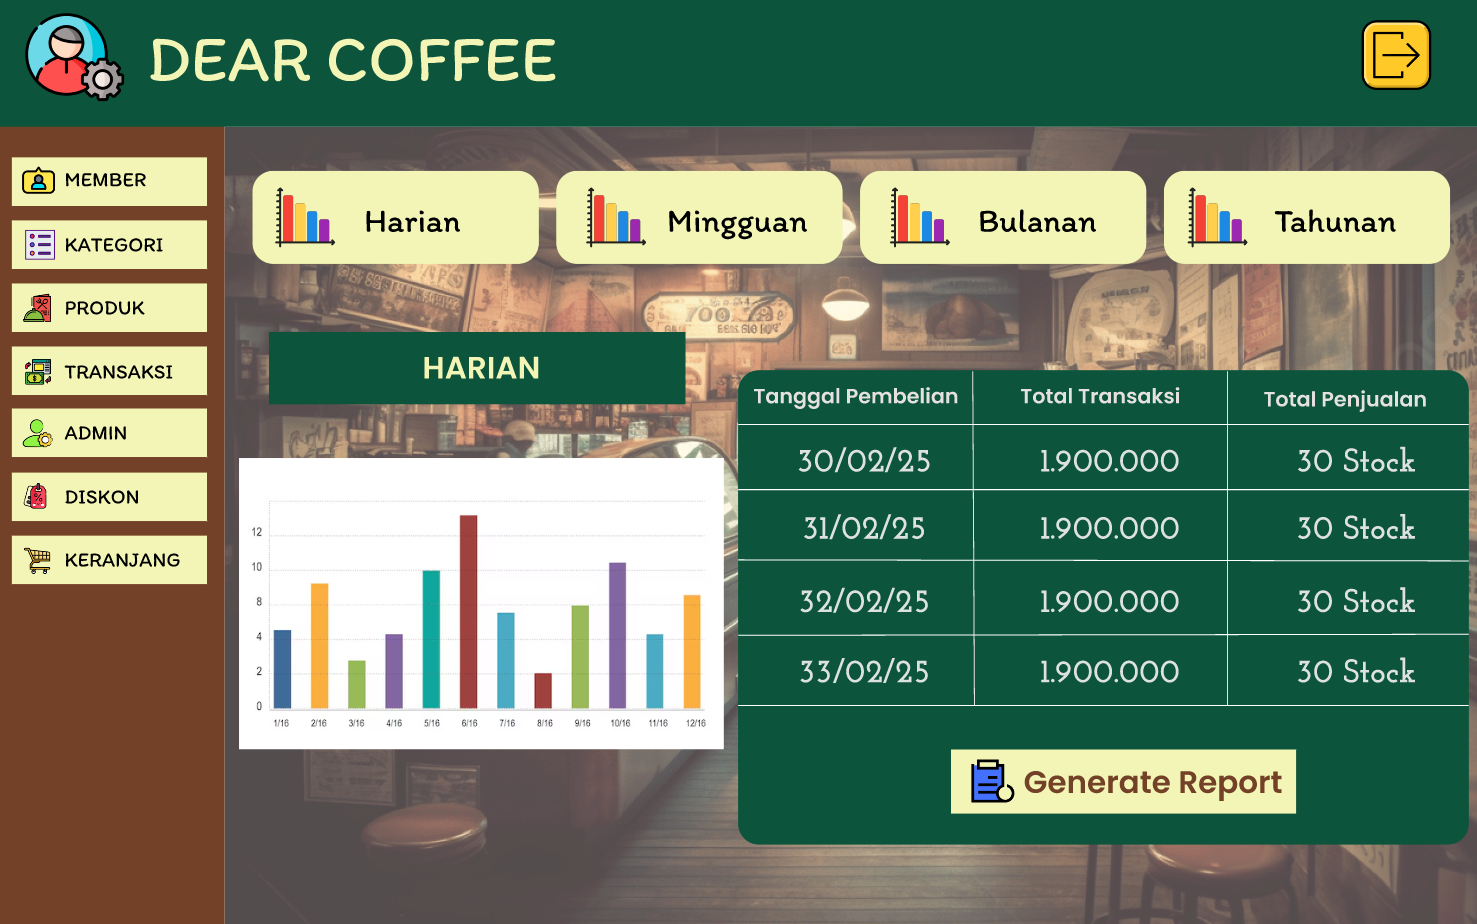 DEAR COFFEE
MEMBER
KATEGORI
PRODUK
TRANSAKSI
ADMIN
DISKON
KERANJANG
Harian
Mingguan
Bulanan
Tahunan
HARIAN
12
10
8
6
4
2
0
1/16 2/16 3/16 4/16 5/16 6/16 7/16 8/16 9/16 10/16 11/16 12/16
Tanggal Pembelian Total Transaksi Total Penjualan
30/02/25 1.900.000 30 Stock
31/02/25 1.900.000 30 Stock
32/02/25 1.900.000 30 Stock
33/02/25 1.900.000 30 Stock
Generate Report